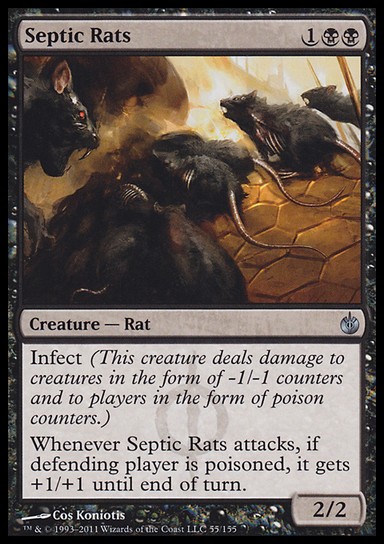 Septic Rats 1
Creature — Rat
Infect (This creature deals damage to
creatures in the form of -1/-1 counters
and to players in the form of poison
counters.)
Whenever Septic Rats attacks, if
defending player is poisoned, it gets
+1/+1 until end of turn.
2/2
Cos Koniotis
™ & © 1993–2011 Wizards of the Coast LLC 55/155